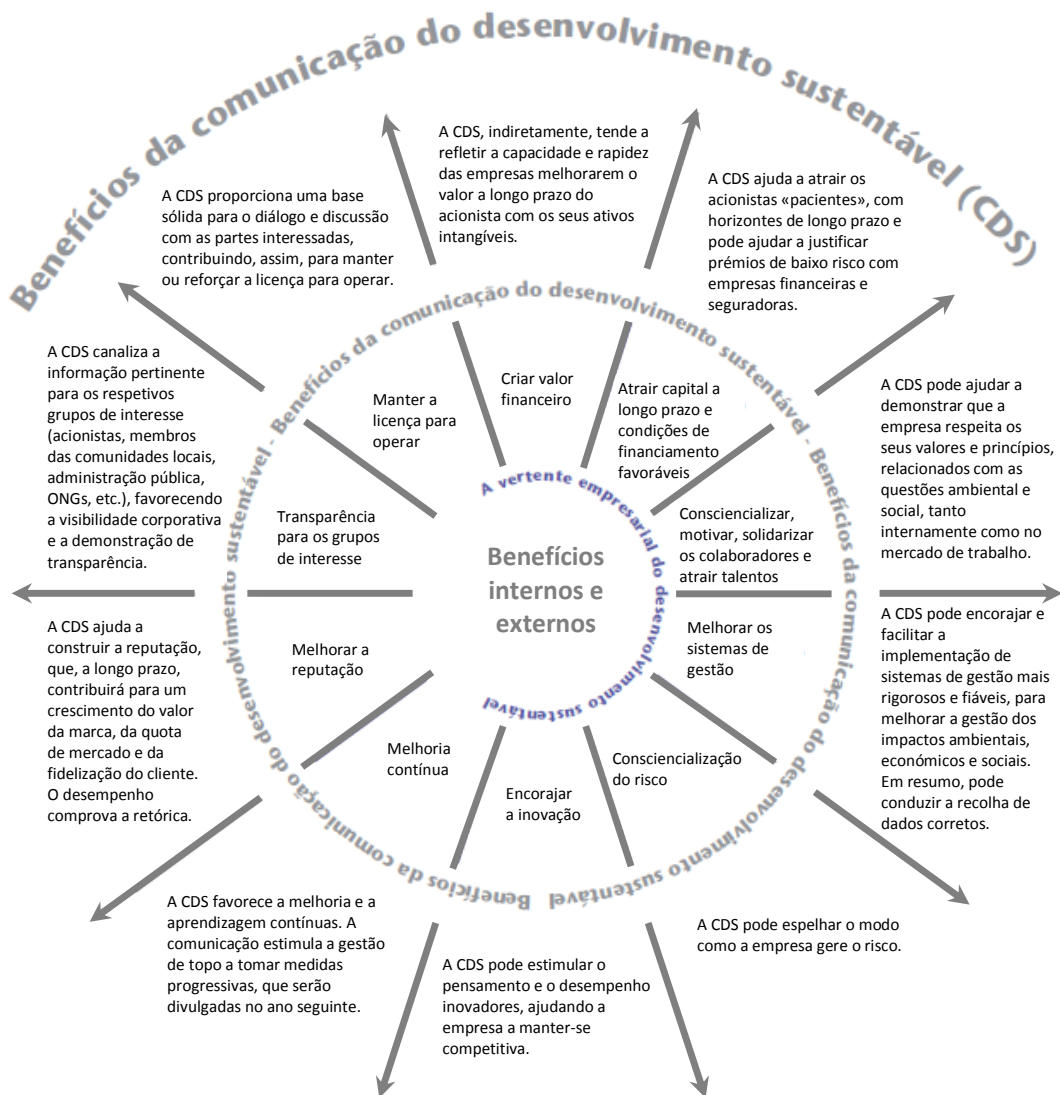 Benefícios da comunicação do desenvolvimento sustentável (CDS)
A CDS, indiretamente, tende a
refletir a capacidade e rapidez
das empresas melhorarem o
valor a longo prazo do
acionista com os seus ativos
intangíveis.
A CDS ajuda a atrair os
acionistas «pacientes», com
horizontes de longo prazo e
pode ajudar a justificar
prémios de baixo risco com
empresas financeiras e
seguradoras.
A CDS pode ajudar a
demonstrar que a
empresa respeita os
seus valores e princípios,
relacionados com as
questões ambiental e
social, tanto
internamente como no
mercado de trabalho.
A CDS pode encorajar e
facilitar a
implementação de
sistemas de gestão mais
rigorosos e fiáveis, para
melhorar a gestão dos
impactos ambientais,
económicos e sociais.
Em resumo, pode
conduzir a recolha de
dados corretos.
A CDS pode espelhar o modo
como a empresa gere o risco.
A CDS pode estimular o
pensamento e o desempenho
inovadores, ajudando a
empresa a manter-se
competitiva.
A CDS favorece a melhoria e a
aprendizagem contínuas. A
comunicação estimula a gestão
de topo a tomar medidas
progressivas, que serão
divulgadas no ano seguinte.
A CDS ajuda a
construir a reputação,
que, a longo prazo,
contribuirá para um
crescimento do valor
da marca, da quota
de mercado e da
fidelização do cliente.
O desempenho
comprova a retórica.
A CDS canaliza a
informação pertinente
para os respetivos
grupos de interesse
(acionistas, membros
das comunidades locais,
administração pública,
ONGs, etc.), favorecendo
a visibilidade corporativa
e a demonstração de
transparência.
A CDS proporciona uma base
sólida para o diálogo e discussão
com as partes interessadas,
contribuindo, assim, para manter
ou reforçar a licença para operar.
Benefícios da comunicação do desenvolvimento sustentável - Benefícios da comunicação do desenvolvimento sustentável - Benefícios da comunicação do desenvolvimento sustentável
Criar valor
financeiro
Atrair capital a
longo prazo e
condições de
financiamento
favoráveis
Consciencializar,
motivar, solidarizar
os colaboradores e
atrair talentos
Melhorar os
sistemas de
gestão
Consciencialização
do risco
Encorajar
a inovação
Melhoria
contínua
Melhorar a
reputação
Transparência
para os grupos
de interesse
Manter a
licença para
operar
A vertente empresarial do desenvolvimento sustentável
Benefícios
internos e
externos